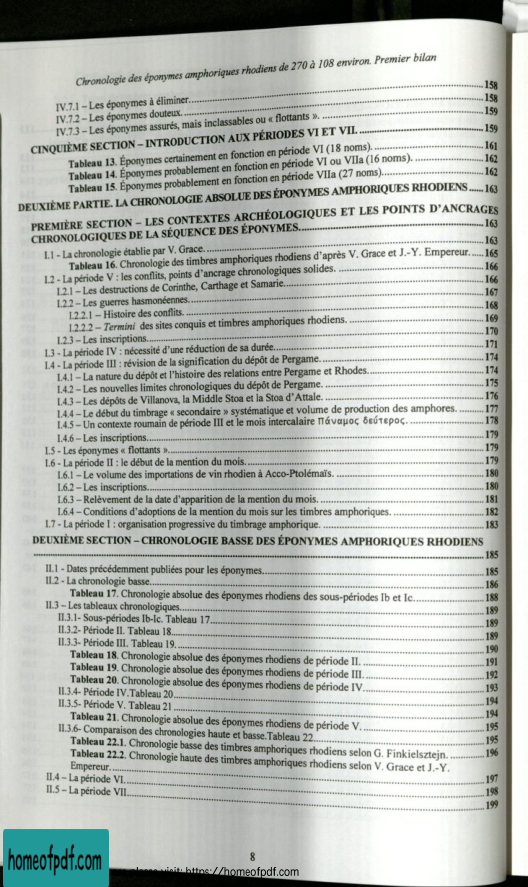 Chronologie des éponymes amphoriques rhodiens de 270 à 108 environ. Premier bilan
IV.7.1 – Les éponymes à éliminer. 158
IV.7.2 – Les éponymes douteux. 158
IV.7.3 – Les éponymes assurés, mais inclassables ou « flottants ». 159
CINQUIÈME SECTION – INTRODUCTION AUX PÉRIODES VI ET VII. 159
Tableau 13. Éponymes certainement en fonction en période VI (18 noms). 161
Tableau 14. Éponymes probablement en fonction en période VI ou VIIa (16 noms). 162
Tableau 15. Éponymes probablement en fonction en période VIIa (27 noms). 162
DEUXIÈME PARTIE. LA CHRONOLOGIE ABSOLUE DES ÉPONYMES AMPHORIQUES RHODIENS. 163
PREMIÈRE SECTION – LES CONTEXTES ARCHÉOLOGIQUES ET LES POINTS D'ANCRAGES
CHRONOLOGIQUES DE LA SÉQUENCE DES ÉPONYMES. 163
I.1 - La chronologie établie par V. Grace. 163
Tableau 16. Chronologie des timbres amphoriques rhodiens d'après V. Grace et J.-Y. Empereur. 165
I.2 - La période V : les conflits, points d'ancrage chronologiques solides. 166
I.2.1 – Les destructions de Corinthe, Carthage et Samarie. 166
I.2.2 – Les guerres hasmonéennes. 167
I.2.2.1 – Histoire des conflits. 168
I.2.2.2 – Termini des sites conquis et timbres amphoriques rhodiens. 169
I.2.3 – Les inscriptions. 170
I.3 - La période IV : nécessité d'une réduction de sa durée. 171
I.4 - La période III : révision de la signification du dépôt de Pergame. 174
I.4.1 – La nature du dépôt et l'histoire des relations entre Pergame et Rhodes. 174
I.4.2 – Les nouvelles limites chronologiques du dépôt de Pergame. 175
I.4.3 – Les dépôts de Villanova, la Middle Stoa et la Stoa d'Attale. 176
I.4.4 – Le début du timbrage « secondaire » systématique et volume de production des amphores. 177
I.4.5 – Un contexte roumain de période III et le mois intercalaire Πάναμος δεύτερος. 178
I.4.6 – Les inscriptions. 179
I.5 - Les éponymes « flottants ». 179
I.6 - La période II : le début de la mention du mois. 179
I.6.1 – Le volume des importations de vin rhodien à Acco-Ptolémaïs. 180
I.6.2 – Les inscriptions. 180
I.6.3 – Relèvement de la date d'apparition de la mention du mois. 181
I.6.4 – Conditions d'adoptions de la mention du mois sur les timbres amphoriques. 182
I.7 - La période I : organisation progressive du timbrage amphorique. 183
DEUXIÈME SECTION – CHRONOLOGIE BASSE DES ÉPONYMES AMPHORIQUES RHODIENS
185
II.1 - Dates précédemment publiées pour les éponymes. 185
II.2 - La chronologie basse. 186
Tableau 17. Chronologie absolue des éponymes rhodiens des sous-périodes Ib et Ic. 188
II.3 – Les tableaux chronologiques. 189
II.3.1- Sous-périodes Ib-Ic. Tableau 17. 189
II.3.2- Période II. Tableau 18. 189
II.3.3- Période III. Tableau 19. 190
Tableau 18. Chronologie absolue des éponymes rhodiens de période II. 191
Tableau 19. Chronologie absolue des éponymes rhodiens de période III. 192
Tableau 20. Chronologie absolue des éponymes rhodiens de période IV. 193
II.3.4- Période IV.Tableau 20. 194
II.3.5- Période V. Tableau 21. 194
Tableau 21. Chronologie absolue des éponymes rhodiens de période V. 195
II.3.6- Comparaison des chronologies haute et basse.Tableau 22. 195
Tableau 22.1. Chronologie basse des timbres amphoriques rhodiens selon G. Finkielsztejn. 196
Tableau 22.2. Chronologie haute des timbres amphoriques rhodiens selon V. Grace et J.-Y.
Empereur. 197
II.4 – La période VI. 198
II.5 – La période VII. 199
8
homeofpdf.com
visit: https://homeofpdf.com